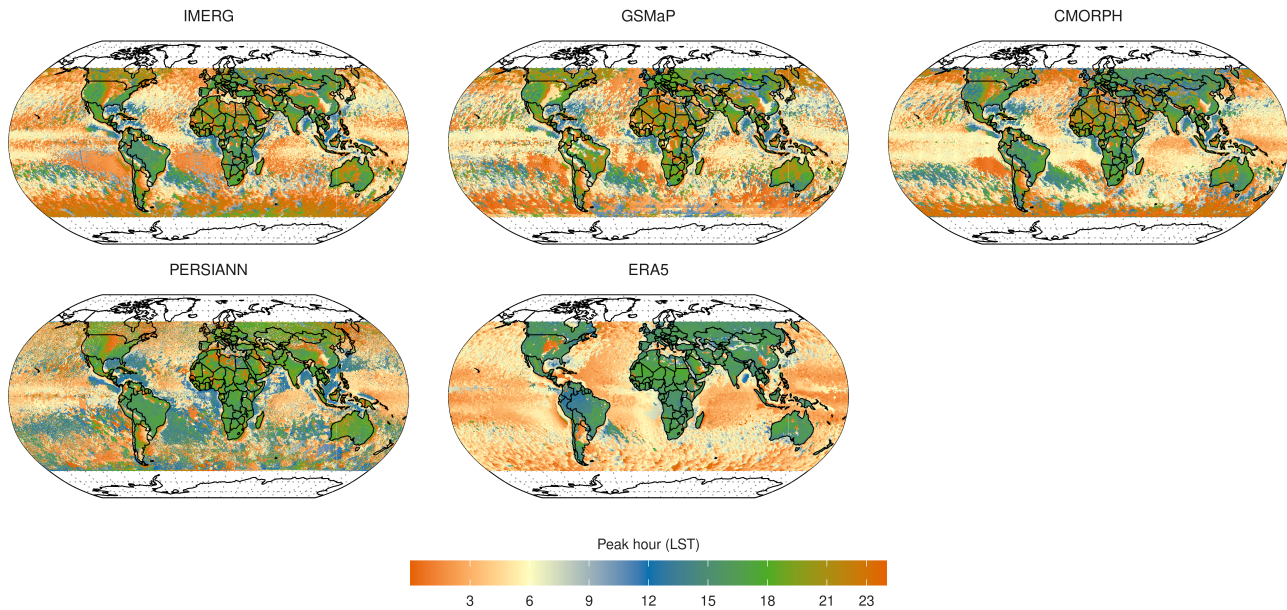 IMERG
GSMaP
CMORPH
PERSIANN
ERA5
Peak hour (LST)
3 6 9 12 15 18 21 23